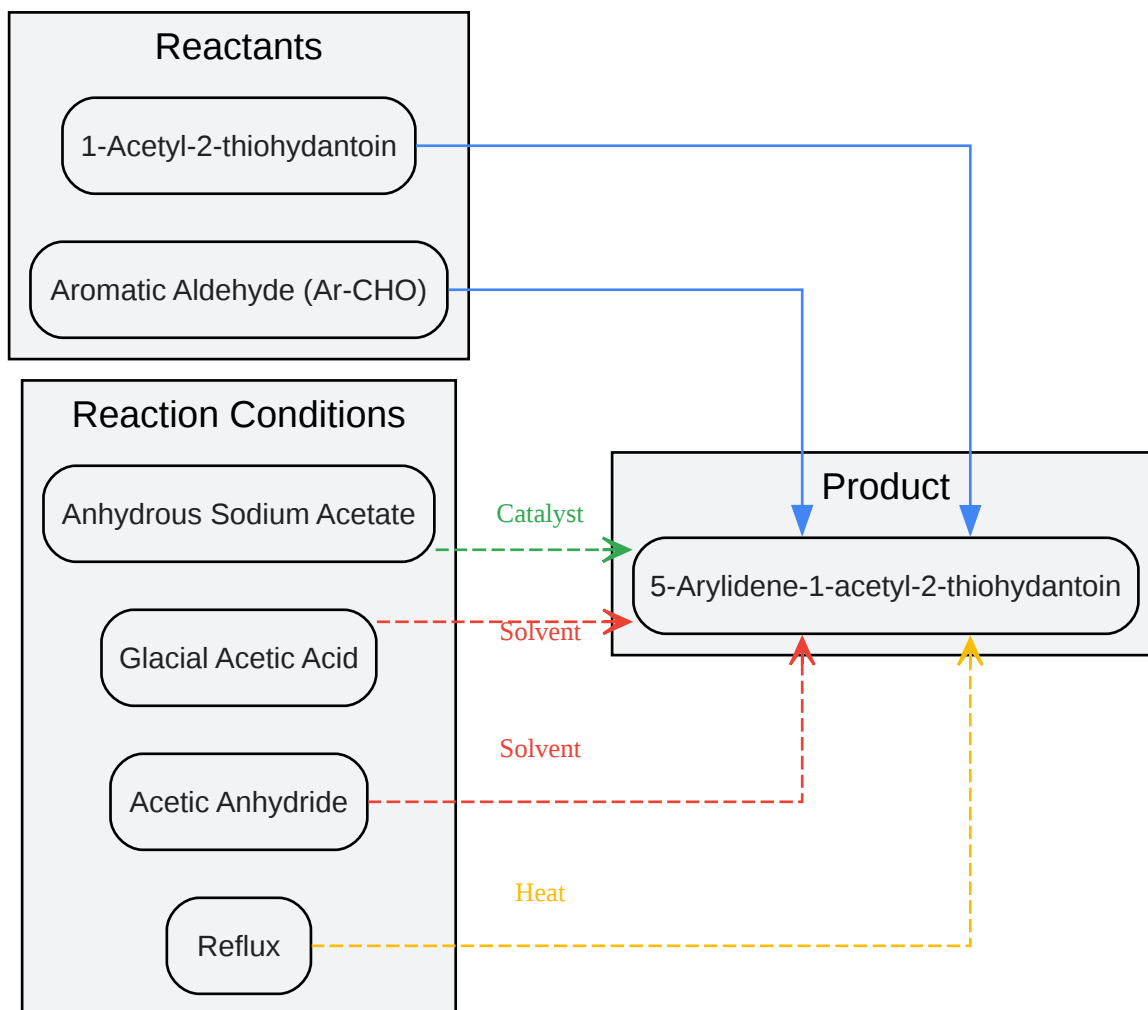 Reactants
1-Acetyl-2-thiohydantoin
Aromatic Aldehyde (Ar-CHO)
Reaction Conditions
Anhydrous Sodium Acetate
Catalyst
Glacial Acetic Acid
Solvent
Acetic Anhydride
Solvent
Reflux
Heat
Product
5-Arylidene-1-acetyl-2-thiohydantoin